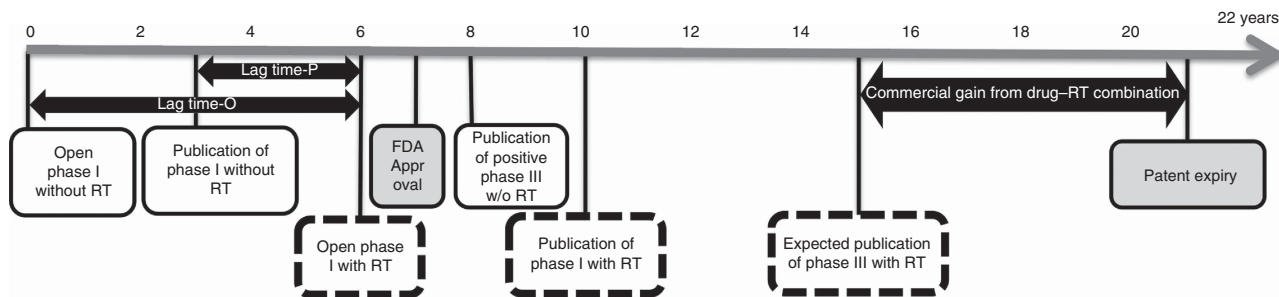 0 2 4 6 8 10 12 14 16 18 20 22 years
Lag time-P
Lag time-O
Commercial gain from drug–RT combination
Open
phase I
without RT
Publication of
phase I without
RT
FDA
Appr
oval
Publication
of positive
phase III
w/o RT
Patent expiry
Open phase
I with RT
Publication of
phase I with RT
Expected publication
of phase III with RT